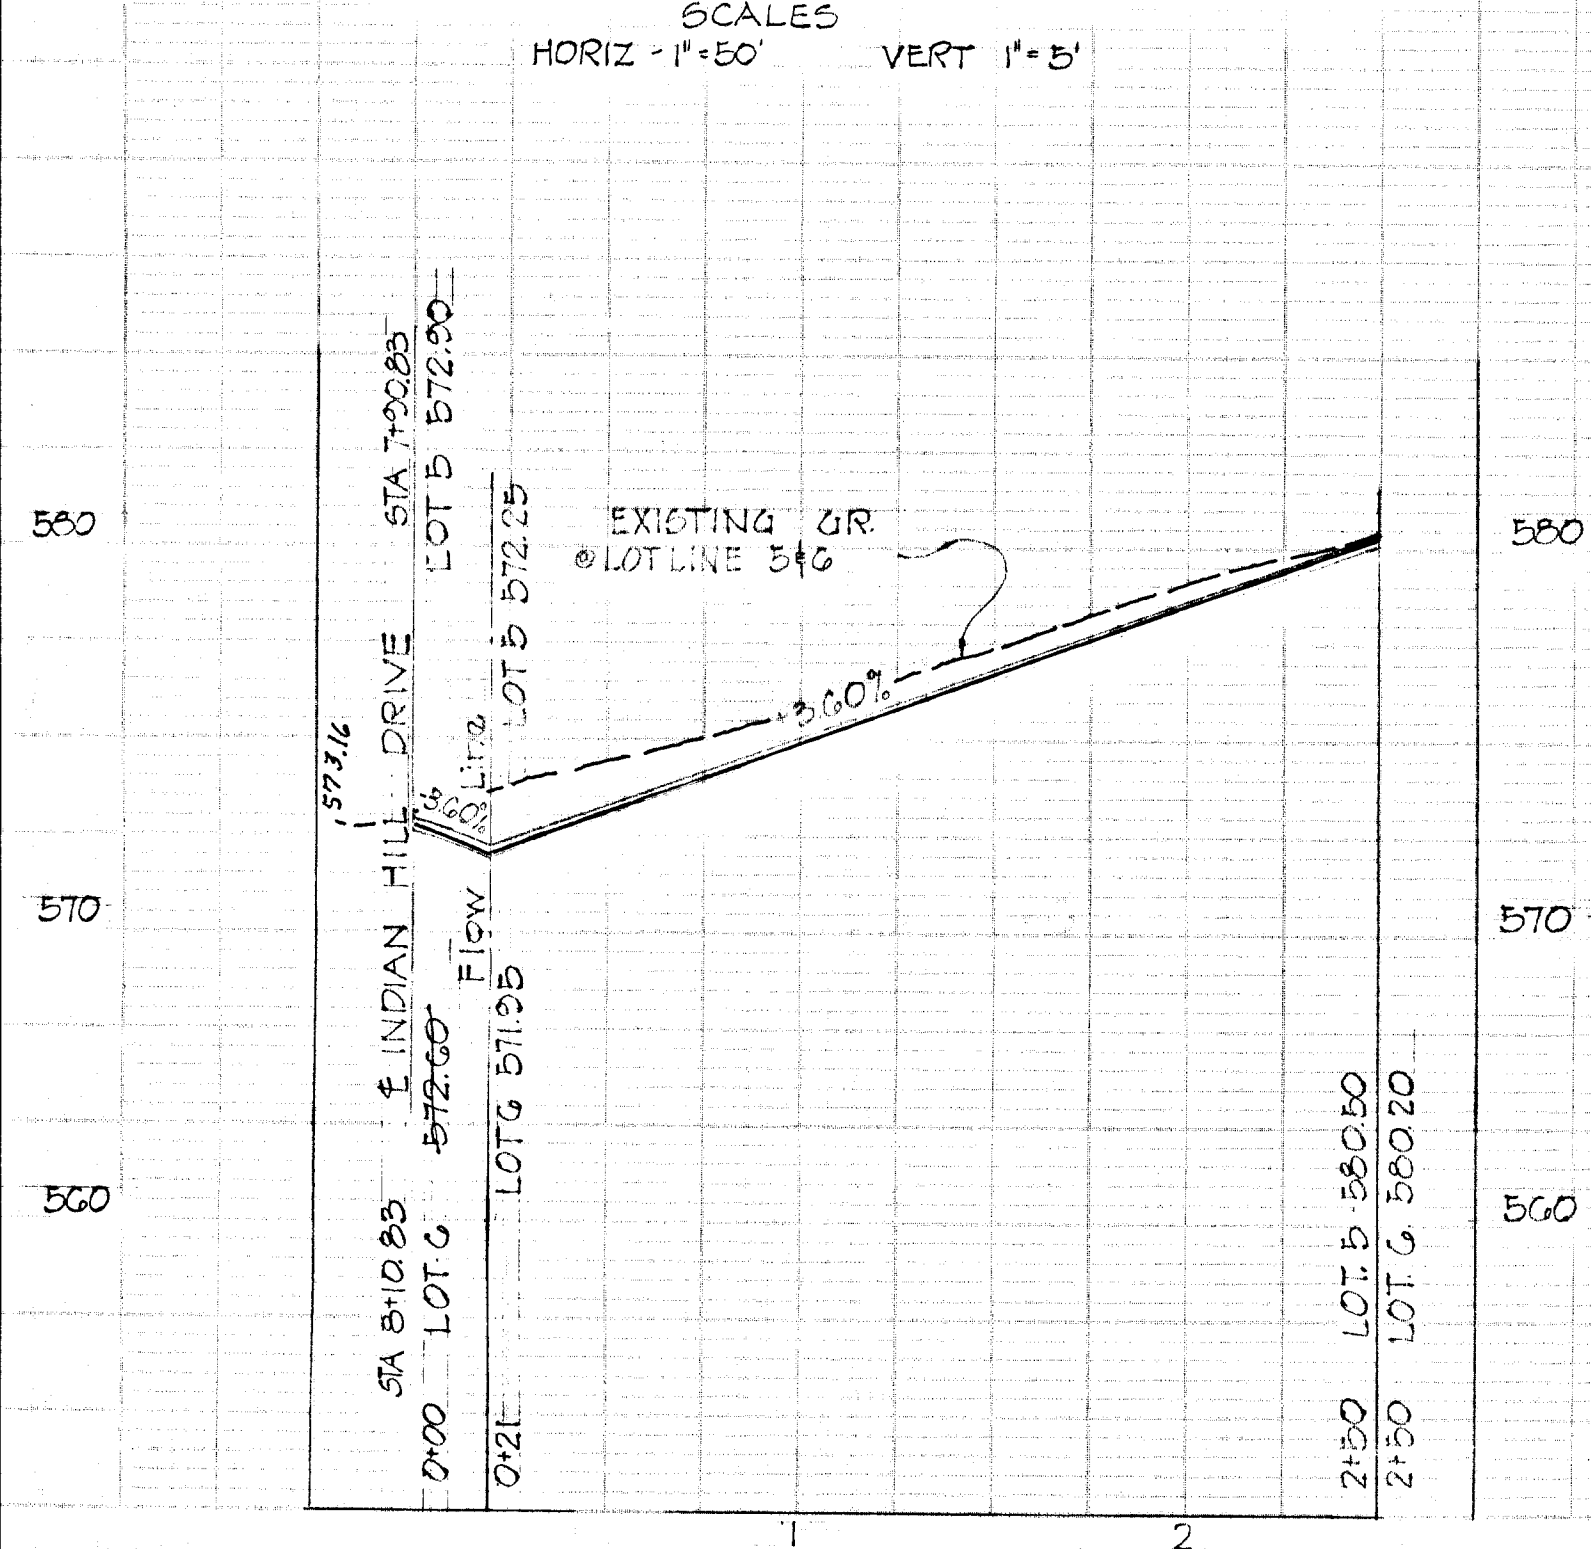 SCALES
HORIZ - 1"=50' VERT 1"=5'
STA 7+90.83
LOT 5 572.90
LOT 5 572.25
580
EXISTING GR.
@ LOT LINE 5&6
580
573.16
℄ INDIAN HILL DRIVE
3.60%
Flow Line
+3.60%
570
570
572.60
LOT 6 571.95
560
560
STA 8+10.83
0+00 LOT 6
0+21
2+50 LOT. 5 580.50
2+50 LOT. 6 580.20
1 2